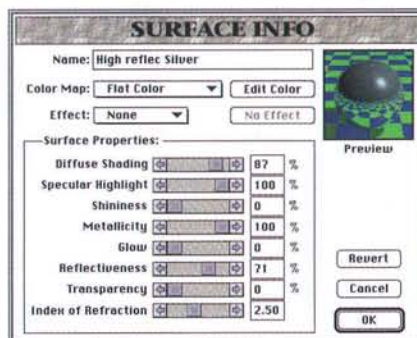 SURFACE INFO
Name: High reflec Silver
Color Map: Flat Color Edit Color
Effect: None No Effect
Preview
Surface Properties:
Diffuse Shading 87 %
Specular Highlight 100 %
Shininess 0 %
Metallicity 100 %
Glow 0 %
Reflectiveness 71 %
Transparency 0 %
Index of Refraction 2.50
Revert
Cancel
OK